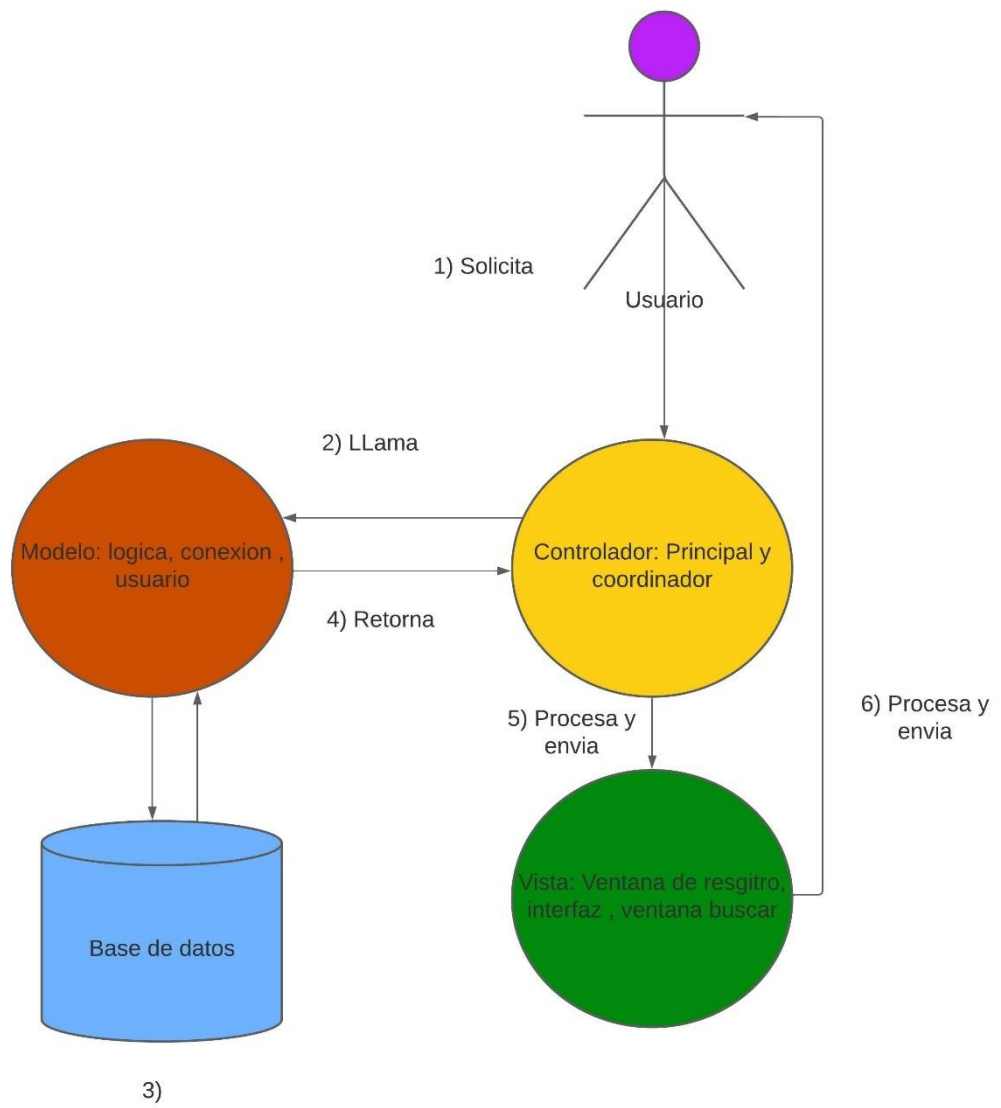 1) Solicita
Usuario
2) LLama
Modelo: logica, conexion ,
usuario
Controlador: Principal y
coordinador
4) Retorna
5) Procesa y
envia
6) Procesa y
envia
Vista: Ventana de resgitro,
interfaz , ventana buscar
Base de datos
3)